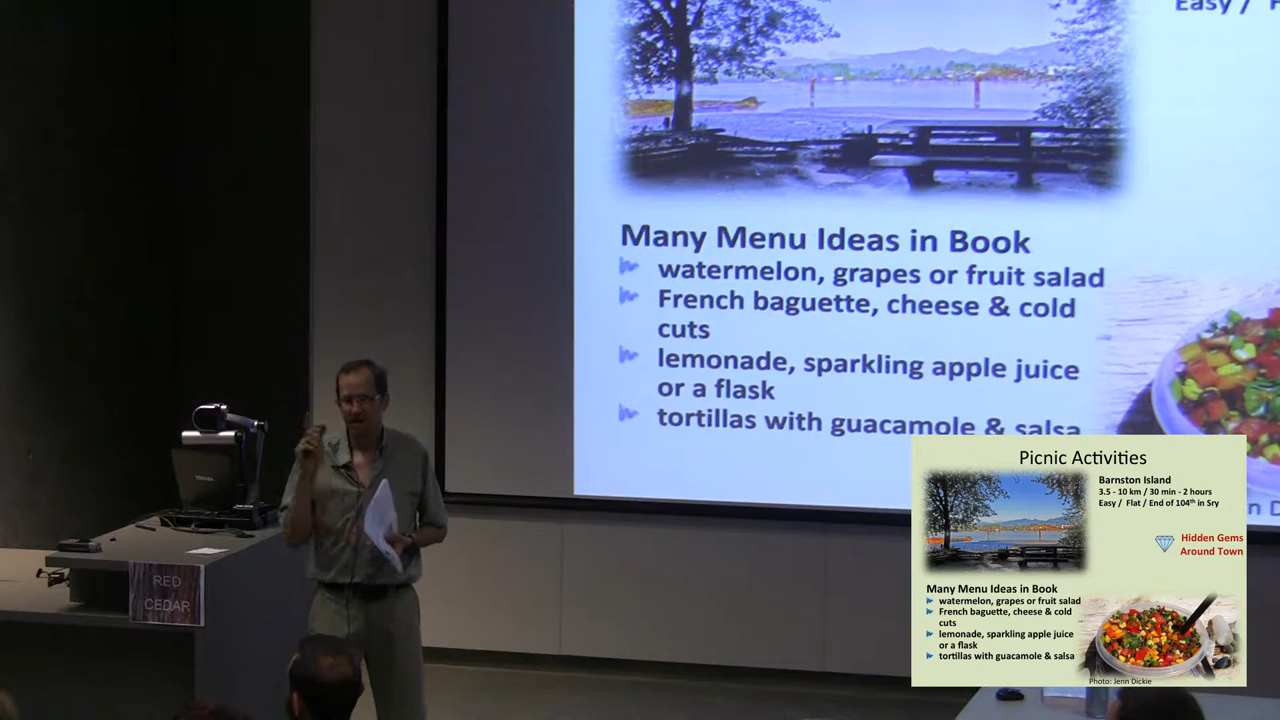 Easy /
Many Menu Ideas in Book
watermelon, grapes or fruit salad
French baguette, cheese & cold
cuts
lemonade, sparkling apple juice
or a flask
tortillas with guacamole & salsa
RED
CEDAR
Picnic Activities
Barnston Island
3.5 - 10 km / 30 min - 2 hours
Easy / Flat / End of 104th in Sry
Hidden Gems
Around Town
Many Menu Ideas in Book
watermelon, grapes or fruit salad
French baguette, cheese & cold
cuts
lemonade, sparkling apple juice
or a flask
tortillas with guacamole & salsa
Photo: Jenn Dickie